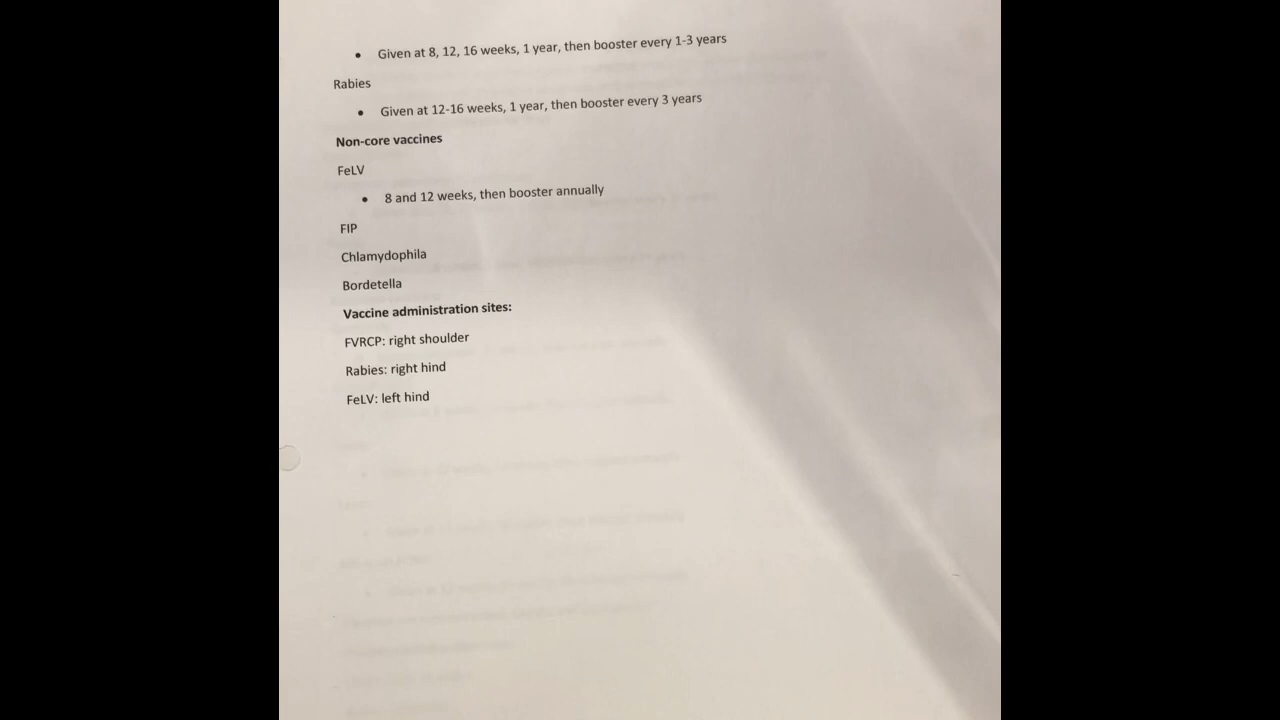 • Given at 8, 12, 16 weeks, 1 year, then booster every 1-3 years
Rabies
• Given at 12-16 weeks, 1 year, then booster every 3 years
Non-core vaccines
FeLV
• 8 and 12 weeks, then booster annually
FIP
Chlamydophila
Bordetella
Vaccine administration sites:
FVRCP: right shoulder
Rabies: right hind
FeLV: left hind